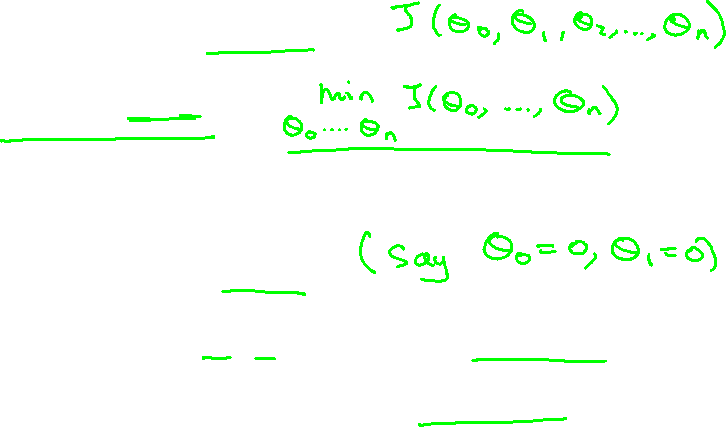 J(θ₀, θ₁, θ₂, ..., θₙ)
min J(θ₀, ..., θₙ)
θ₀ .... θₙ
(say θ₀ = 0, θ₁ = 0)